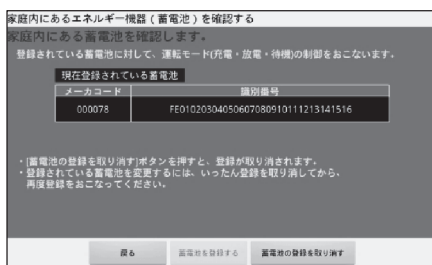 家庭内にあるエネルギー機器(蓄電池)を確認する
家庭内にある蓄電池を確認します。
登録されている蓄電池に対して、運転モード(充電・放電・待機)の制御をおこないます。
現在登録されている蓄電池
メーカコード 識別番号
000078 FE01020304050607080910111213141516
・[蓄電池の登録を取り消す]ボタンを押すと、登録が取り消されます。
・登録されている蓄電池を変更するには、いったん登録を取り消してから、
再度登録をおこなってください。
戻る 蓄電池を登録する 蓄電池の登録を取り消す